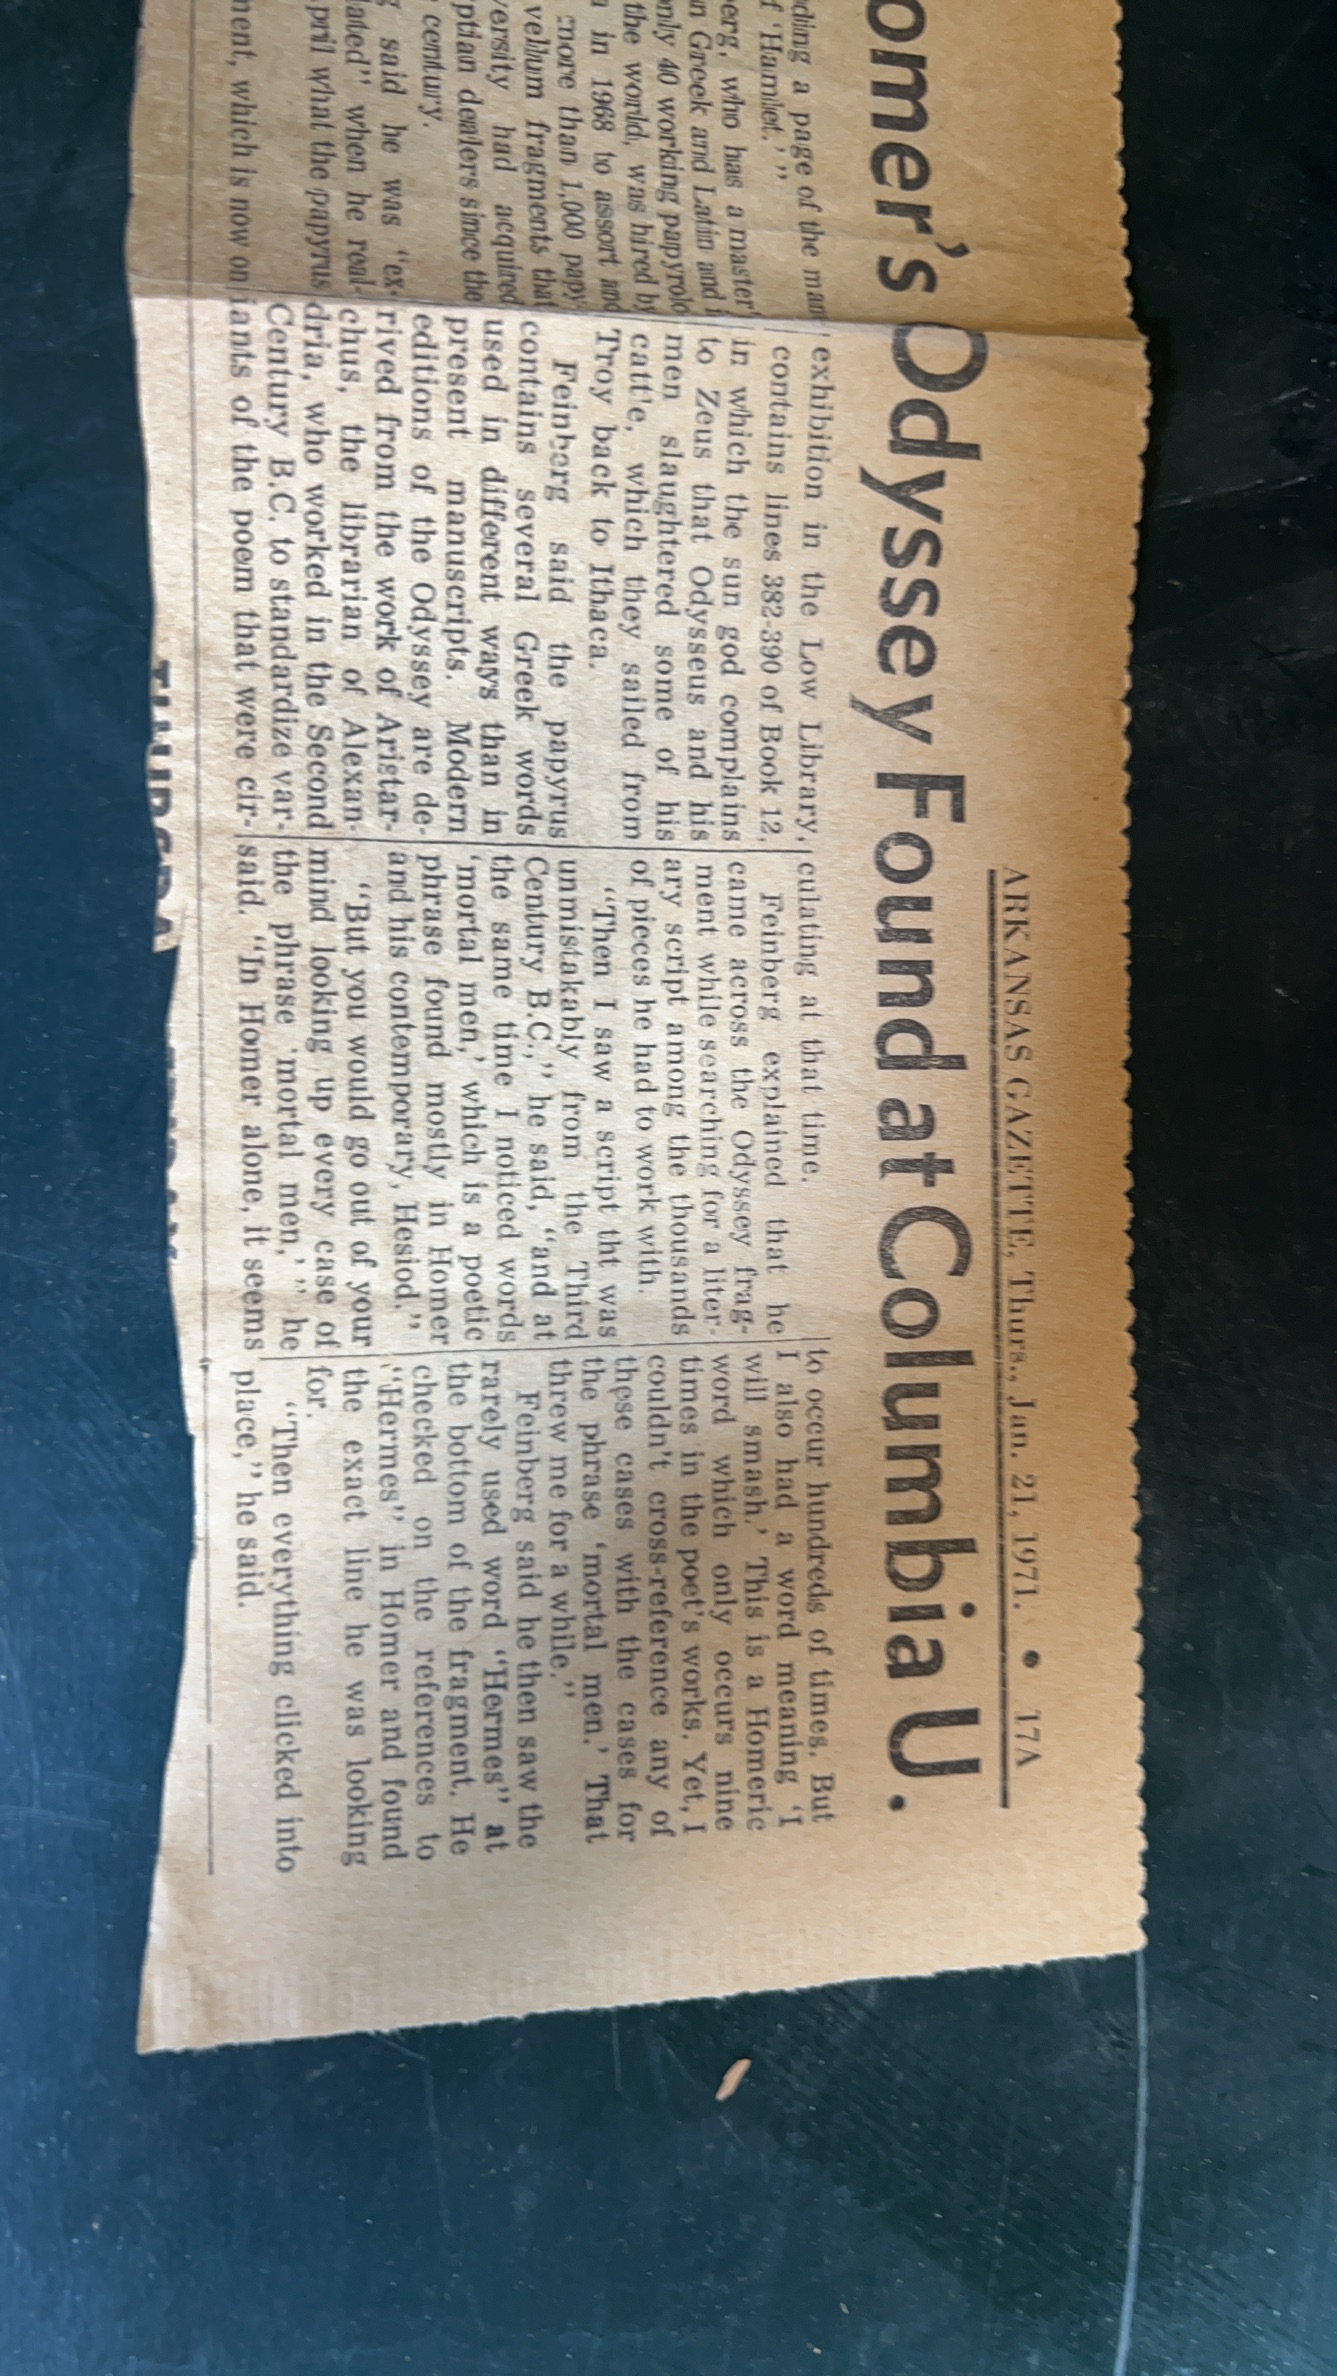 ARKANSAS GAZETTE, Thurs., Jan. 21, 1971. • 17A
omer's Odyssey Found at Columbia U.
a page of the
'Hamlet.' "
who has a
Greek and Latin and
40 working
the world, was hired by
in 1968 to assort and
more than 1,000
vellum fragments that
had acquired
dealers since the
century.
said he was "ex-
when he real-
what the papyrus
which is now on
exhibition in the Low Library,
contains lines 382-390 of Book 12,
in which the sun god complains
to Zeus that Odysseus and his
men slaughtered some of his
cattle, which they sailed from
Troy back to Ithaca.
Feinberg said the papyrus
contains several Greek words
used in different ways than in
present manuscripts. Modern
editions of the Odyssey are de-
rived from the work of Aristar-
chus, the librarian of Alexan-
dria, who worked in the Second
Century B.C. to standardize var-
iants of the poem that were cir-
culating at that time.
Feinberg explained that he
came across the Odyssey frag-
ment while searching for a liter-
ary script among the thousands
of pieces he had to work with.
"Then I saw a script tht was
unmistakably from the Third
Century B.C.," he said, "and at
the same time I noticed words
'mortal men,' which is a poetic
phrase found mostly in Homer
and his contemporary, Hesiod."
"But you would go out of your
mind looking up every case of
the phrase 'mortal men,' " he
said. "In Homer alone, it seems
to occur hundreds of times. But
I also had a word meaning 'I
will smash.' This is a Homeric
word which only occurs nine
times in the poet's works. Yet, I
couldn't cross-reference any of
these cases with the cases for
the phrase 'mortal men.' That
threw me for a while."
Feinberg said he then saw the
rarely used word "Hermes" at
the bottom of the fragment. He
checked on the references to
"Hermes" in Homer and found
the exact line he was looking
for.
"Then everything clicked into
place," he said.